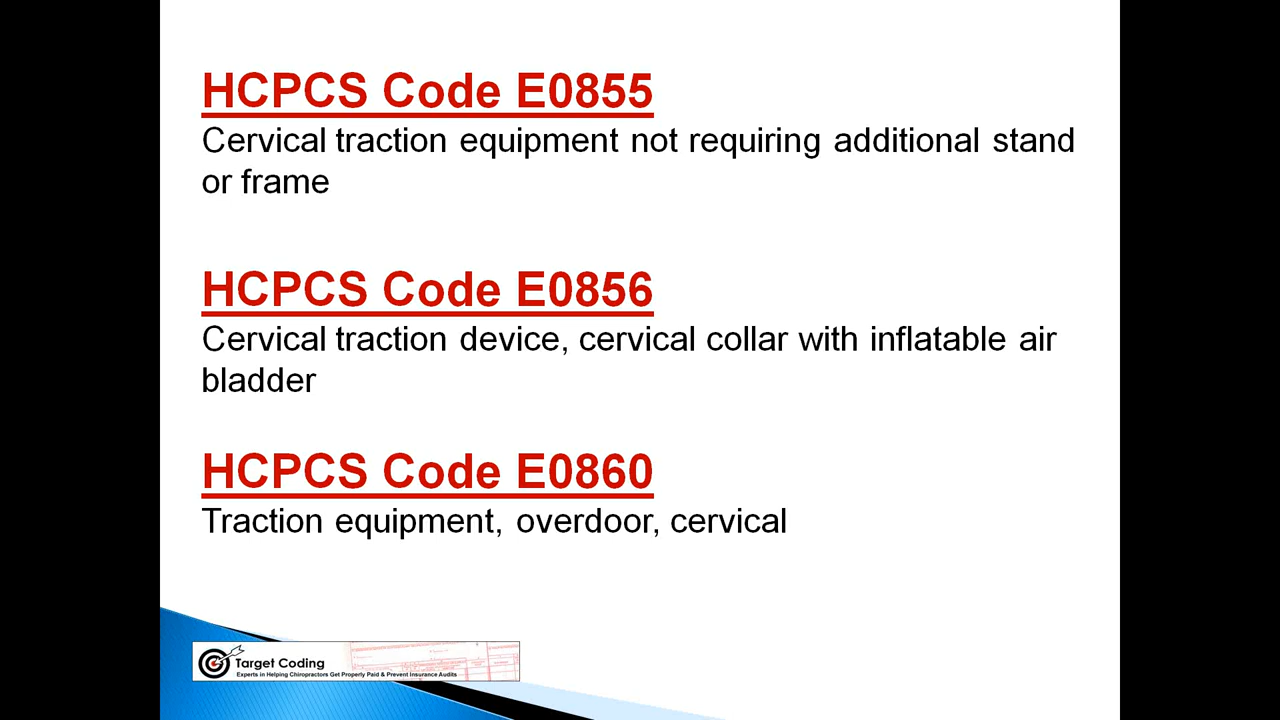 HCPCS Code E0855
Cervical traction equipment not requiring additional stand
or frame
HCPCS Code E0856
Cervical traction device, cervical collar with inflatable air
bladder
HCPCS Code E0860
Traction equipment, overdoor, cervical
Target Coding
Experts in Helping Chiropractors Get Properly Paid & Prevent Insurance Audits